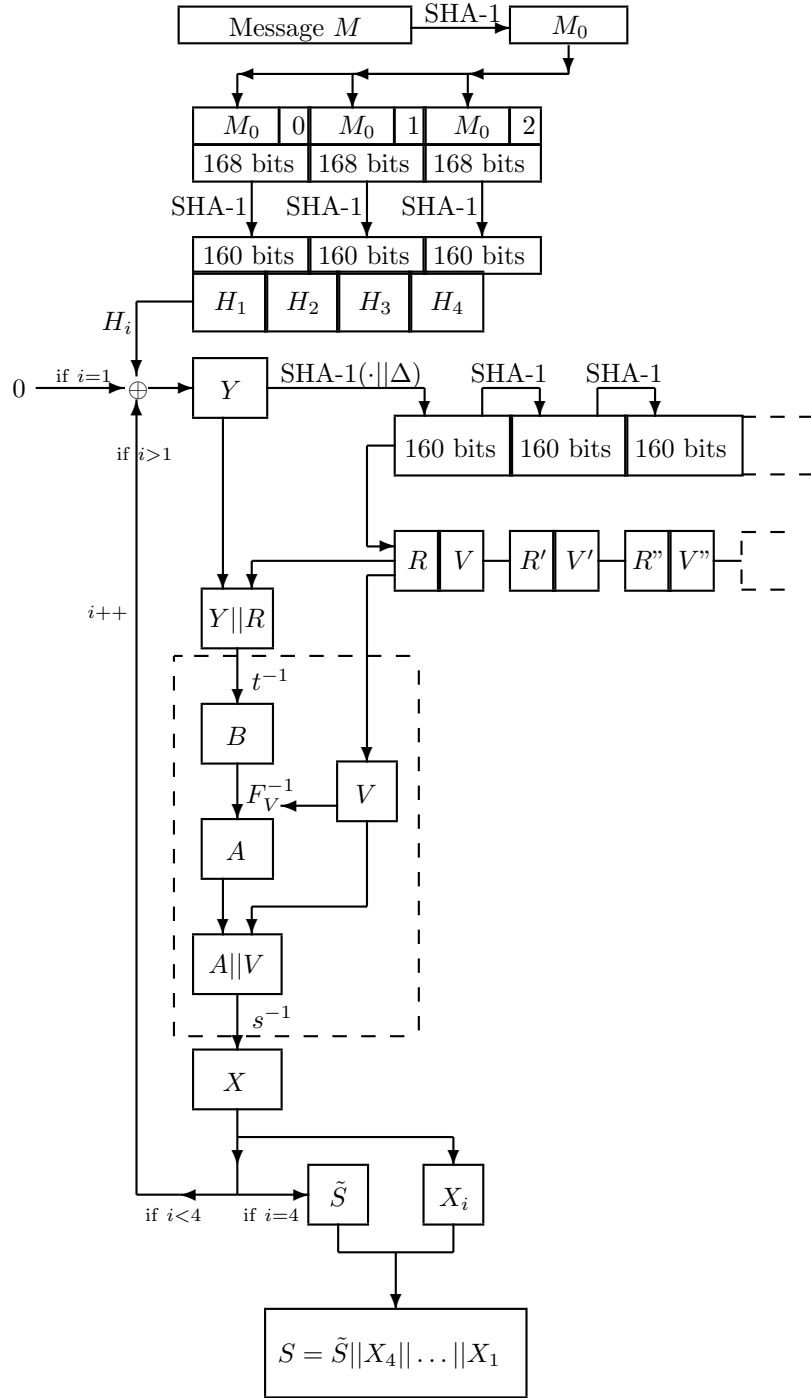 Message M SHA-1 M₀
M₀ 0 M₀ 1 M₀ 2
168 bits 168 bits 168 bits
SHA-1 SHA-1 SHA-1
160 bits 160 bits 160 bits
H₁ H₂ H₃ H₄
Hᵢ
0 if i=1 ⊕ Y SHA-1(·||Δ) SHA-1 SHA-1
if i>1 160 bits 160 bits 160 bits
R V R′ V′ R” V”
i++ Y||R
t⁻¹
B
F_V⁻¹ V
A
A||V
s⁻¹
X
S̃ Xᵢ
if i<4 if i=4
S = S̃||X₄||...||X₁